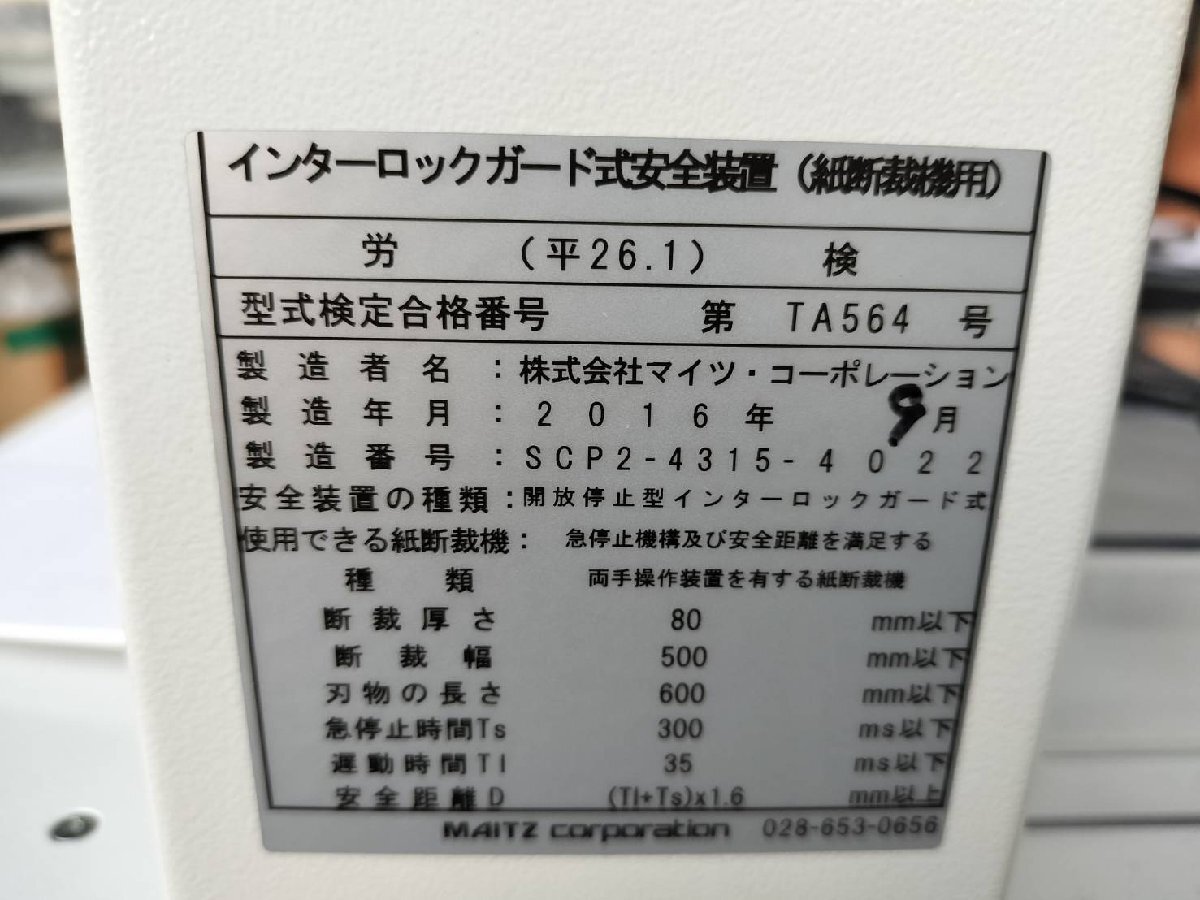 インターロックガード式安全装置（紙断裁機用）
労 （平26.1） 検
型式検定合格番号 第 TA564 号
製造者名：株式会社マイツ・コーポレーション
製造年月：2016年 9月
製造番号：SCP2-4315-4022
安全装置の種類：開放停止型インターロックガード式
使用できる紙断裁機： 急停止機構及び安全距離を満足する
種類 両手操作装置を有する紙断裁機
断裁厚さ 80 mm以下
断裁幅 500 mm以下
刃物の長さ 600 mm以下
急停止時間Ts 300 ms以下
遅動時間Tl 35 ms以下
安全距離D (Tl+Ts)x1.6 mm以上
MAITZ corporation 028-653-0656